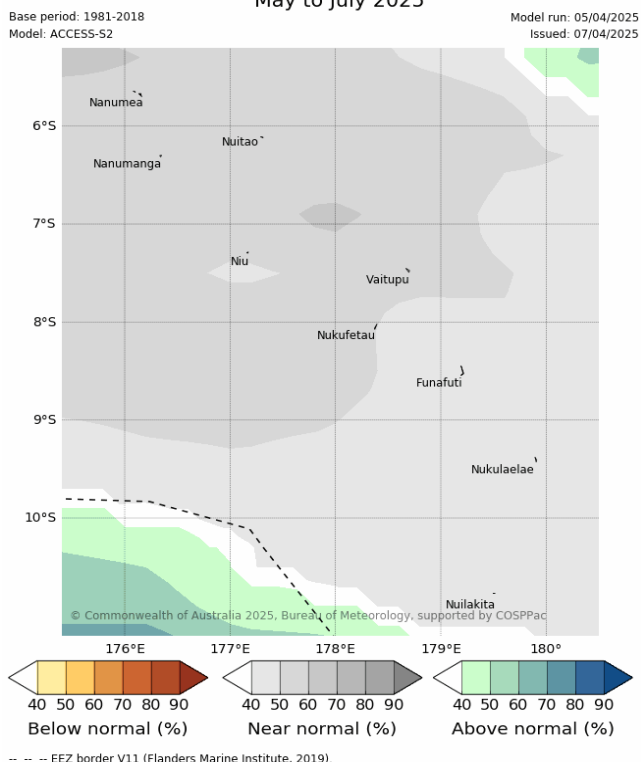 May to July 2025
Base period: 1981-2018
Model: ACCESS-S2
Model run: 05/04/2025
Issued: 07/04/2025
Nanumea
6°S
Nuitao
Nanumanga
7°S
Niu
Vaitupu
8°S
Nukufetau
Funafuti
9°S
Nukulaelae
10°S
Nuilakita
© Commonwealth of Australia 2025, Bureau of Meteorology, supported by COSPPac
176°E 177°E 178°E 179°E 180°
40 50 60 70 80 90 40 50 60 70 80 90 40 50 60 70 80 90
Below normal (%) Near normal (%) Above normal (%)
-- -- -- EEZ border V11 (Flanders Marine Institute, 2019).